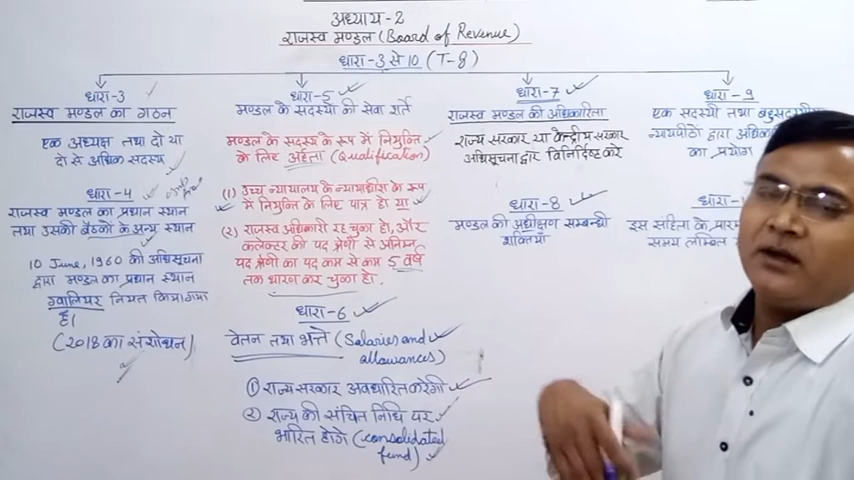 अध्याय-2
राजस्व मण्डल (Board of Revenue)
धारा-3 से 10 (T-8)
धारा-3
राजस्व मण्डल का गठन
एक अध्यक्ष तथा दो या
दो से अधिक सदस्य
धारा-4
राजस्व मण्डल का प्रधान स्थान
तथा उसकी बैठकों के अन्य स्थान
10 June, 1960 की अधिसूचना
द्वारा मण्डल का प्रधान स्थान
ग्वालियर नियत किया गया
है।
(2018 का संशोधन)
धारा-5
मण्डल के सदस्यों की सेवा शर्ते
मण्डल के सदस्य के रूप में नियुक्ति
के लिए अर्हता (Qualification)
(1) उच्च न्यायालय के न्यायाधीश के रूप
में नियुक्ति के लिए पात्र हो या
(2) राजस्व अधिकारी रह चुका हो, और
कलेक्टर की पद श्रेणी से अनिम्न
पद श्रेणी का पद कम से कम 5 वर्ष
तक धारण कर चुका हो.
धारा-6
वेतन तथा भत्ते (Salaries and
allowances)
① राज्य सरकार अवधारित करेगी
② राज्य की संचित निधि पर
भारित होगे (consolidated
fund)
धारा-7
राजस्व मण्डल की अधिकारिता
राज्य सरकार या केन्द्रीय सरकार
अधिसूचना द्वार विनिर्दिष्ट करे
धारा-8
मण्डल की अधीक्षण सम्बन्धी
शक्तियाँ
धारा-9
एक सदस्यी तथा बहुसदस्यीय
न्यायपीठों द्वारा
का प्रयोग
इस संहिता के
समय लम्बित